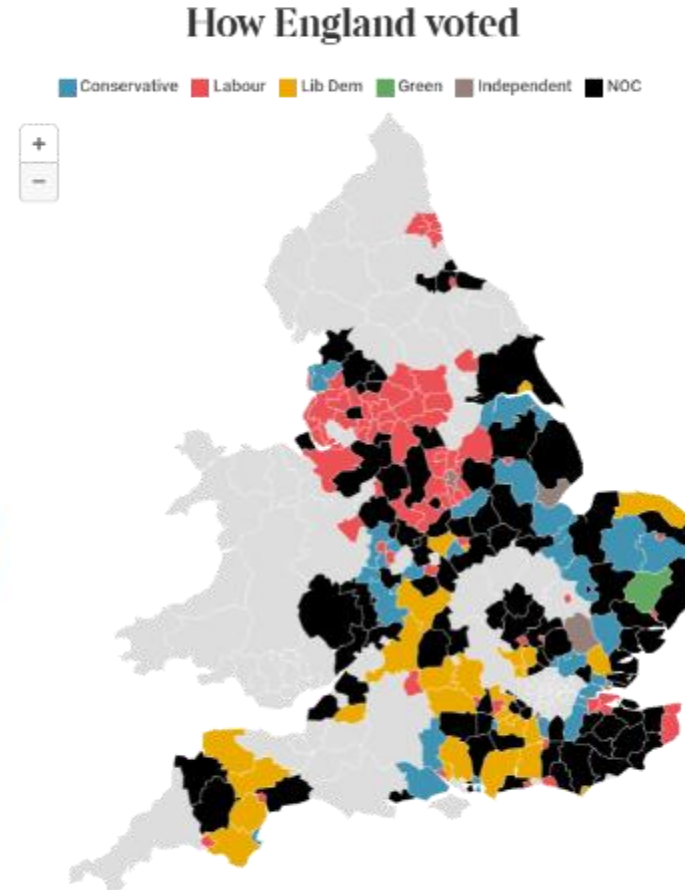 How England voted
Conservative Labour Lib Dem Green Independent NOC
+
−